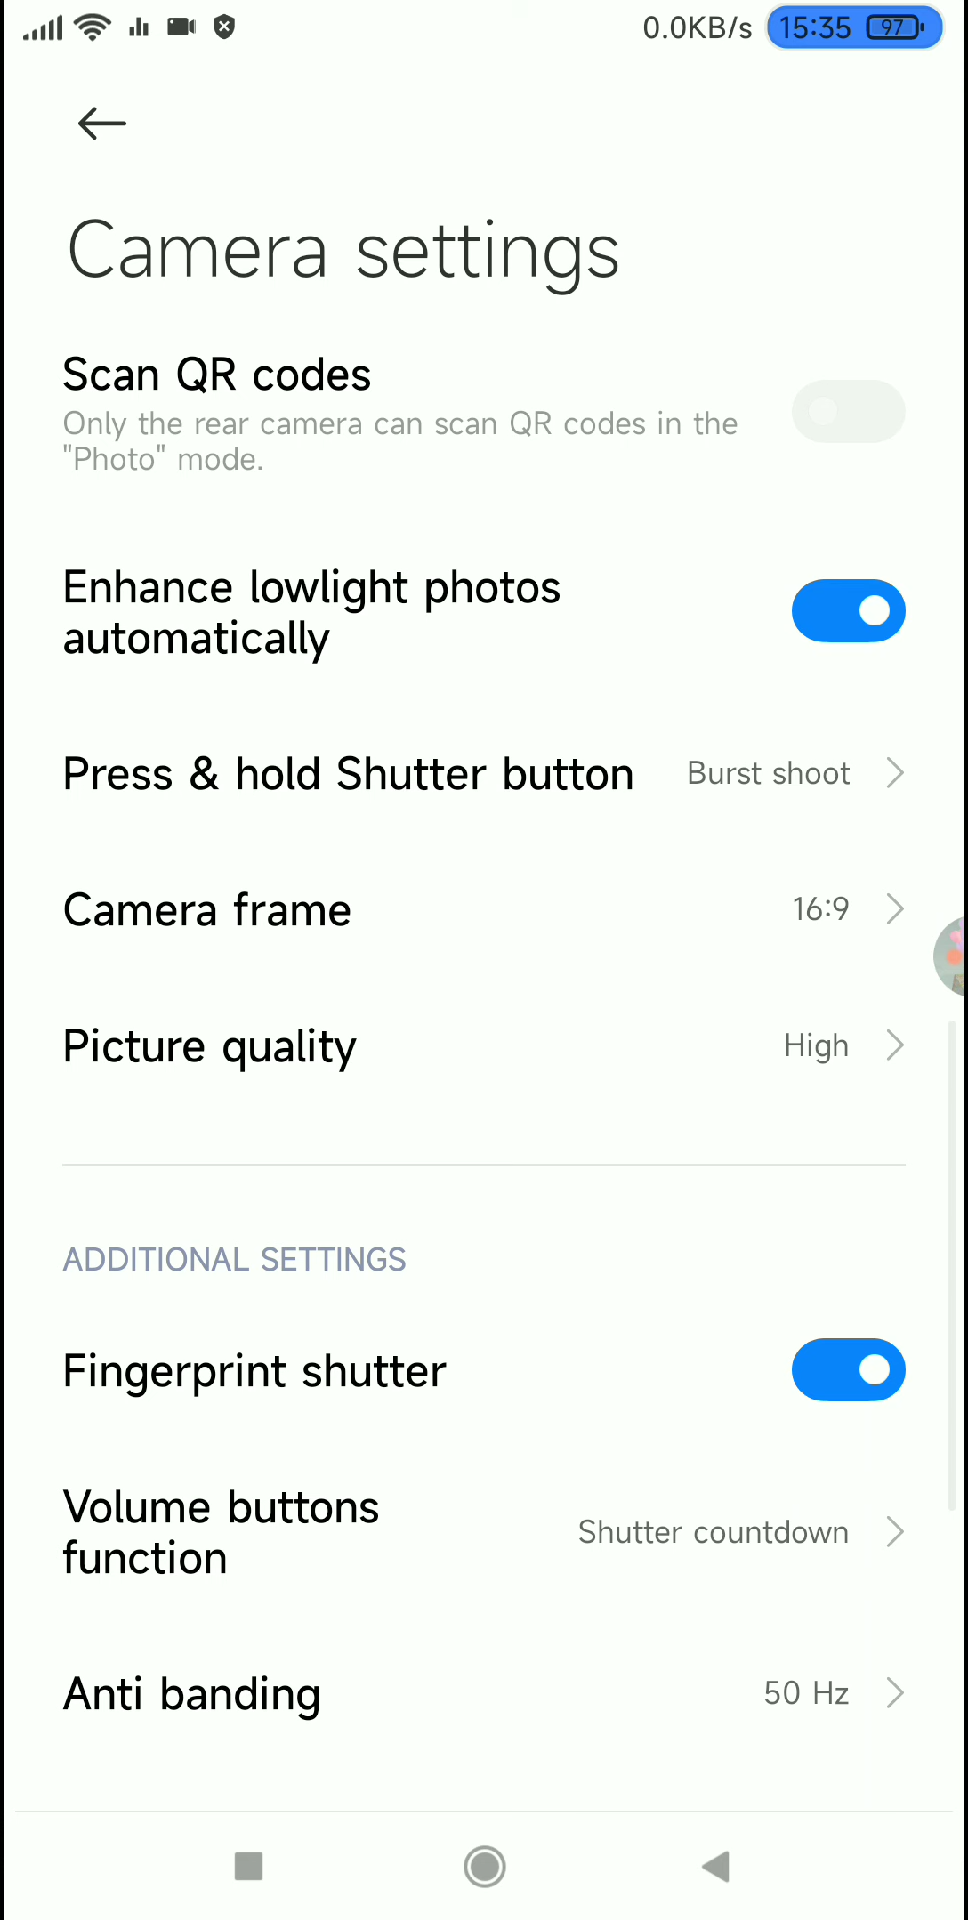 0.0KB/s 15:35 97
Camera settings
Scan QR codes
Only the rear camera can scan QR codes in the
"Photo" mode.
Enhance lowlight photos
automatically
Press & hold Shutter button Burst shoot
Camera frame 16:9
Picture quality High
ADDITIONAL SETTINGS
Fingerprint shutter
Volume buttons
function
Shutter countdown
Anti banding 50 Hz